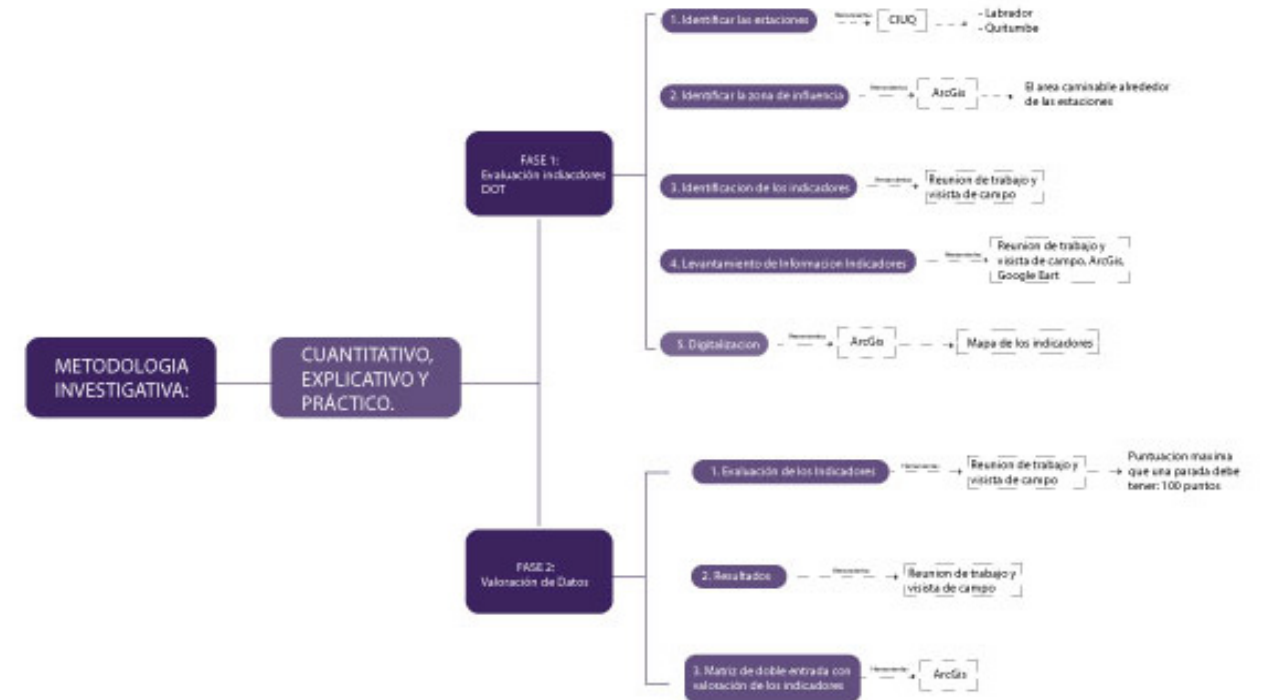 METODOLOGIA
INVESTIGATIVA:
CUANTITATIVO,
EXPLICATIVO Y
PRÁCTICO.
FASE 1:
Evaluación indiacdores
DOT
1. Identificar las estaciones
CIUQ
- Labrador
- Quitumbe
2. Identificar la zona de influencia
ArcGis
El area caminable alrededor
de las estaciones
3. Identificacion de los indicadores
Reunion de trabajo y
visista de campo
4. Levantamiento de Informacion Indicadores
Reunion de trabajo y
visista de campo, ArcGis,
Google Eart
5. Digitalizacion
ArcGis
Mapa de los indicadores
FASE 2:
Valoración de Datos
1. Evaluación de los Indicadores
Reunion de trabajo y
visista de campo
Puntuacion maxima
que una parada debe
tener: 100 puntos
2. Resultados
Reunion de trabajo y
visista de campo
3. Matriz de doble entrada con
valoración de los indicadores
ArcGis